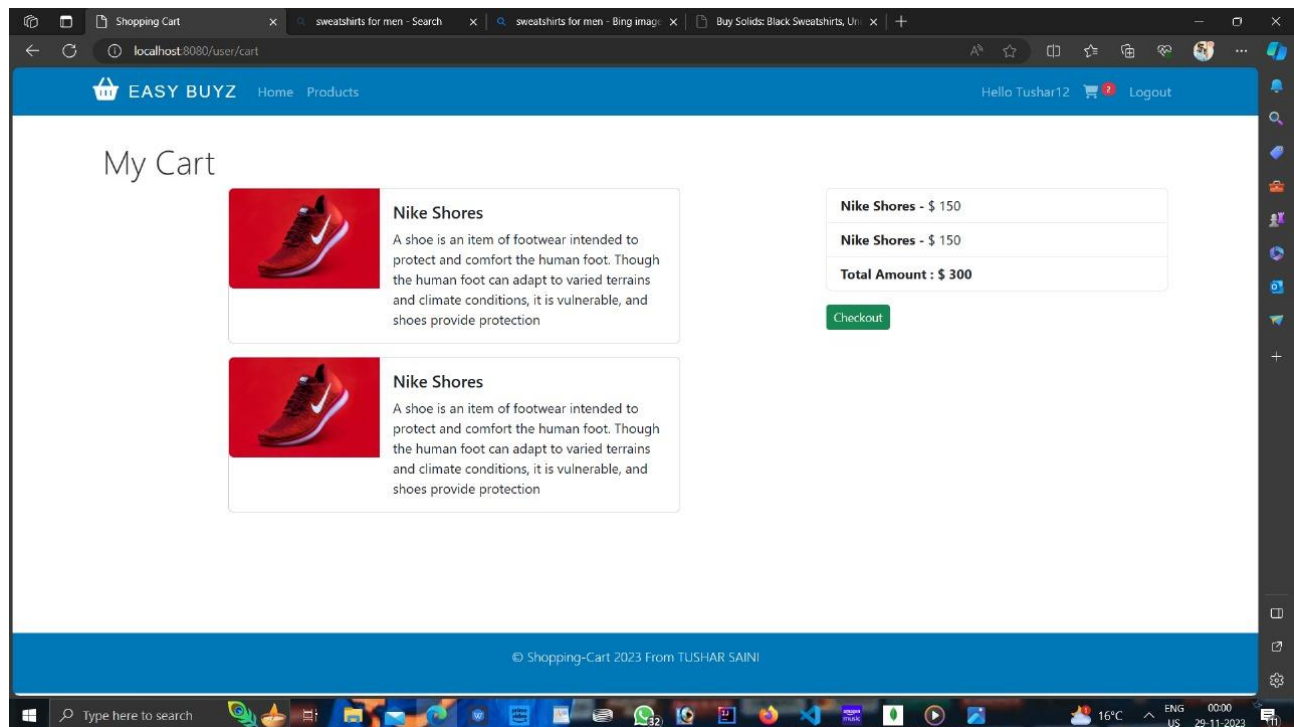 Shopping Cart
sweatshirts for men - Search
sweatshirts for men - Bing image
Buy Solids: Black Sweatshirts, Un
localhost:8080/user/cart
EASY BUYZ
Home
Products
Hello Tushar12
2
Logout
My Cart
Nike Shores
A shoe is an item of footwear intended to
protect and comfort the human foot. Though
the human foot can adapt to varied terrains
and climate conditions, it is vulnerable, and
shoes provide protection
Nike Shores
A shoe is an item of footwear intended to
protect and comfort the human foot. Though
the human foot can adapt to varied terrains
and climate conditions, it is vulnerable, and
shoes provide protection
Nike Shores - $ 150
Nike Shores - $ 150
Total Amount : $ 300
Checkout
© Shopping-Cart 2023 From TUSHAR SAINI
Type here to search
32
16°C
ENG
US
00:00
29-11-2023